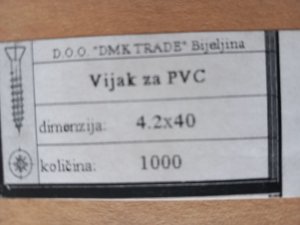 D.O.O. "DMK TRADE" Bijeljina
Vijak za PVC
dimenzija: 4.2x40
količina: 1000